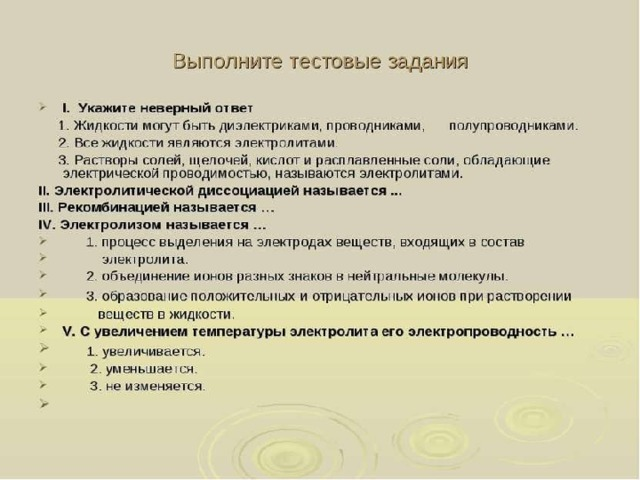 Выполните тестовые задания
I. Укажите неверный ответ
1. Жидкости могут быть диэлектриками, проводниками, полупроводниками.
2. Все жидкости являются электролитами.
3. Растворы солей, щелочей, кислот и расплавленные соли, обладающие
электрической проводимостью, называются электролитами.
II. Электролитической диссоциацией называется ...
III. Рекомбинацией называется …
IV. Электролизом называется …
1. процесс выделения на электродах веществ, входящих в состав
электролита.
2. объединение ионов разных знаков в нейтральные молекулы.
3. образование положительных и отрицательных ионов при растворении
веществ в жидкости.
V. С увеличением температуры электролита его электропроводность …
1. увеличивается.
2. уменьшается.
3. не изменяется.